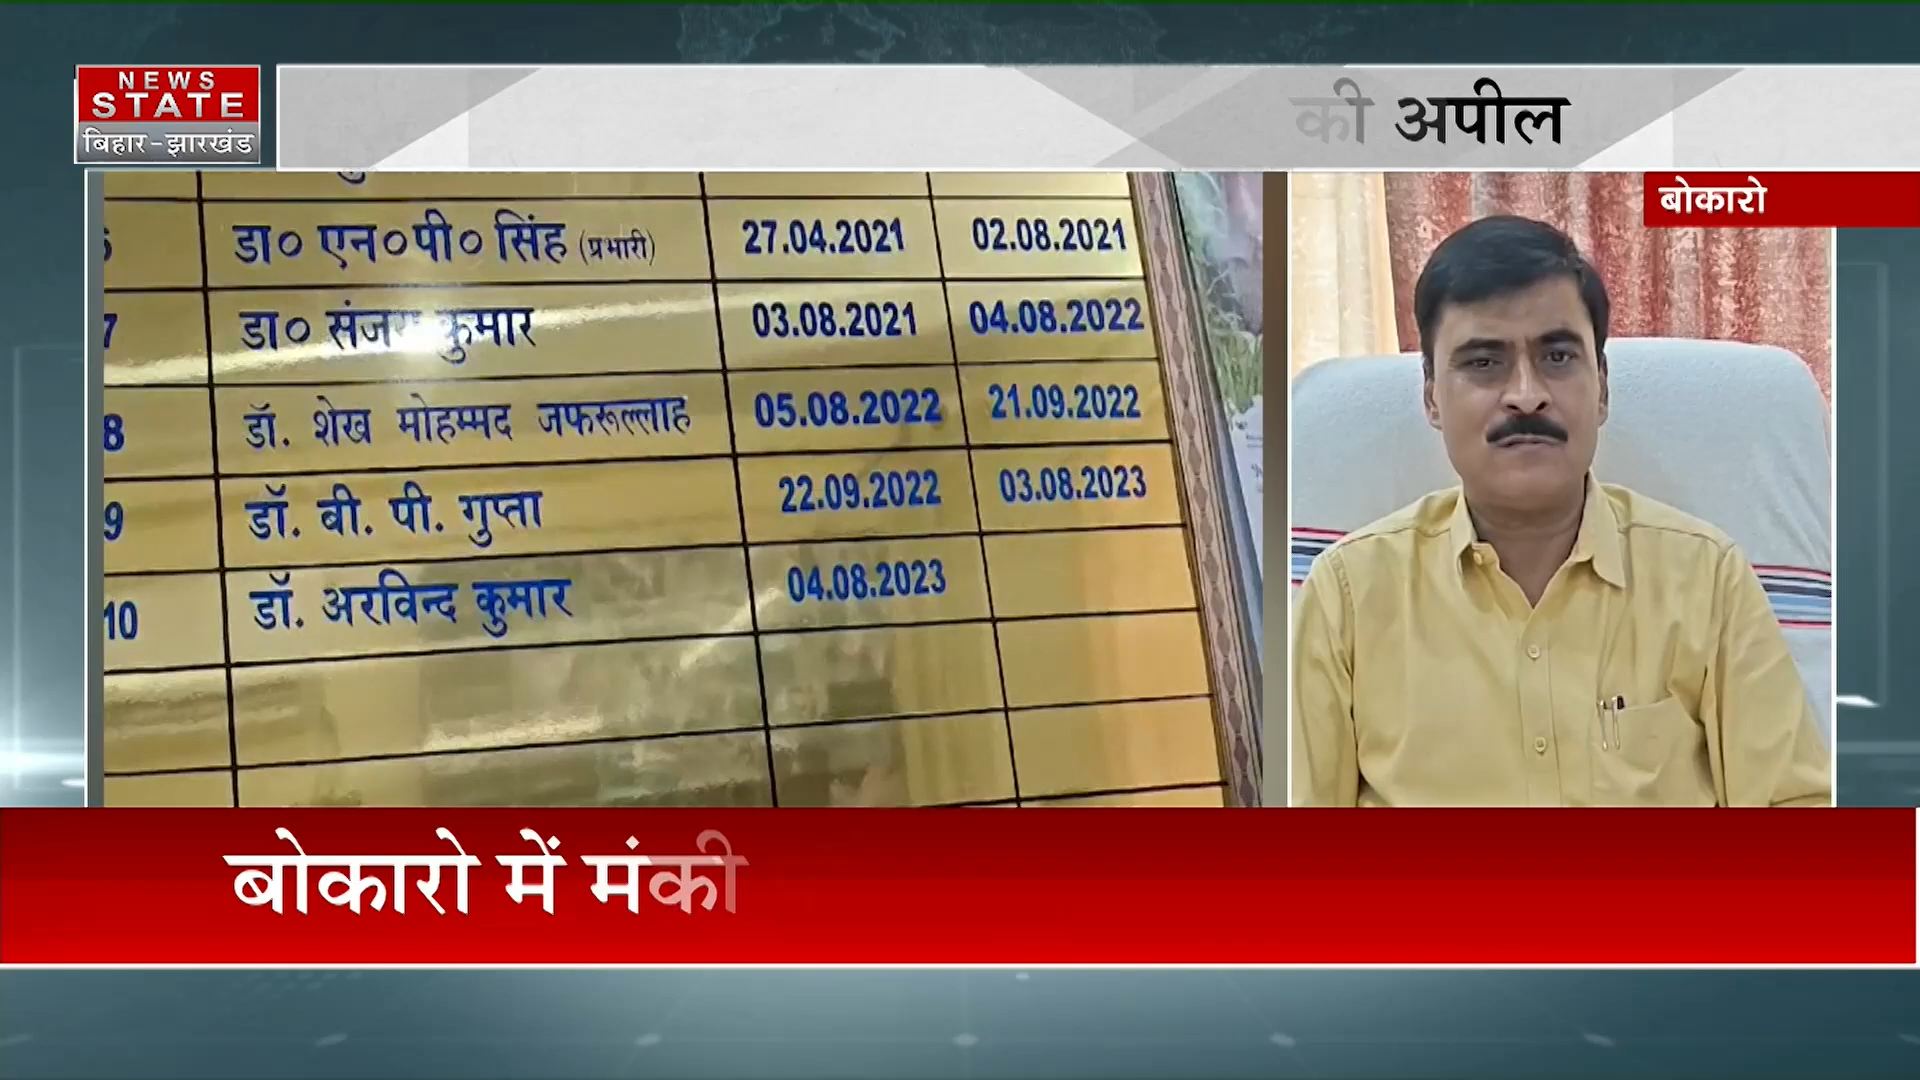 NEWS
STATE
बिहार-झारखंड
की अपील
बोकारो
डा० एन०पी० सिंह (प्रभारी) 27.04.2021 02.08.2021
7 डा० संजय कुमार 03.08.2021 04.08.2022
8 डॉ. शेख मोहम्मद जफरूल्लाह 05.08.2022 21.09.2022
9 डॉ. बी. पी. गुप्ता 22.09.2022 03.08.2023
10 डॉ. अरविन्द कुमार 04.08.2023
बोकारो में मंकी